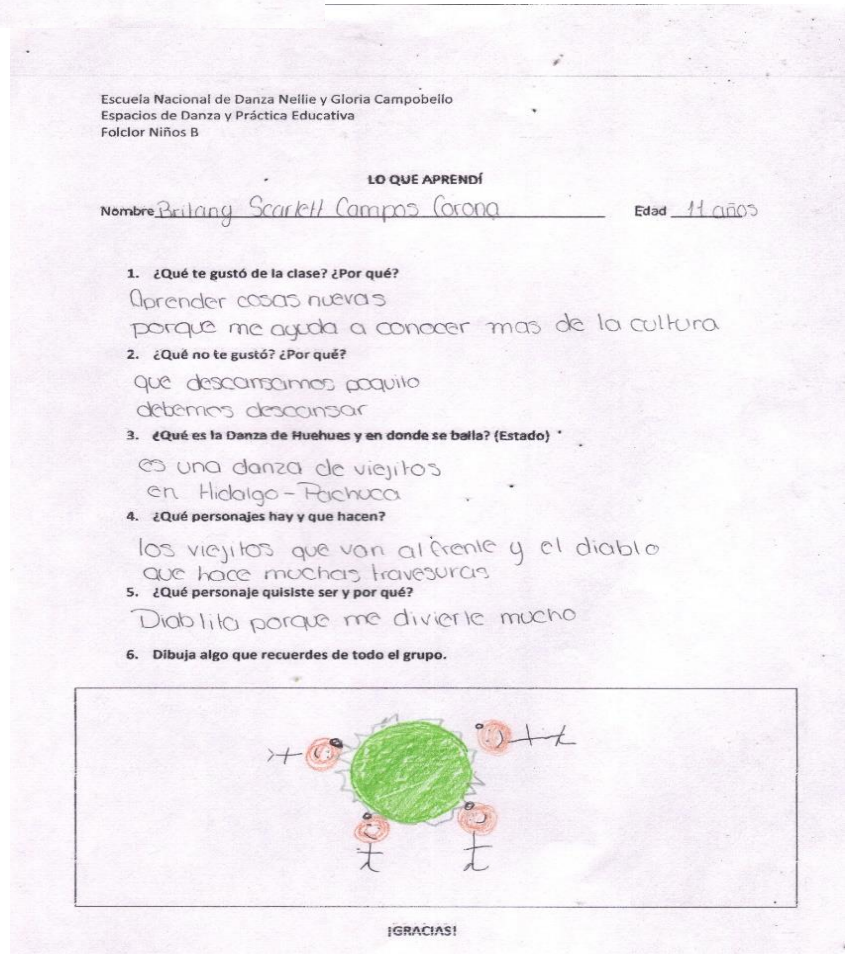 Escuela Nacional de Danza Nellie y Gloria Campobello
Espacios de Danza y Práctica Educativa
Folclor Niños B
LO QUE APRENDÍ
Nombre Britany Scarlett Campos Corona Edad 11 años
1. ¿Qué te gustó de la clase? ¿Por qué?
Aprender cosas nuevas
porque me ayuda a conocer mas de la cultura
2. ¿Qué no te gustó? ¿Por qué?
que descansamos poquito
debemos descansar
3. ¿Qué es la Danza de Huehues y en donde se baila? (Estado)
es una danza de viejitos
en Hidalgo - Pachuca
4. ¿Qué personajes hay y que hacen?
los viejitos que van al frente y el diablo
que hace muchas travesuras
5. ¿Qué personaje quisiste ser y por qué?
Diablita porque me divierte mucho
6. Dibuja algo que recuerdes de todo el grupo.
¡GRACIAS!